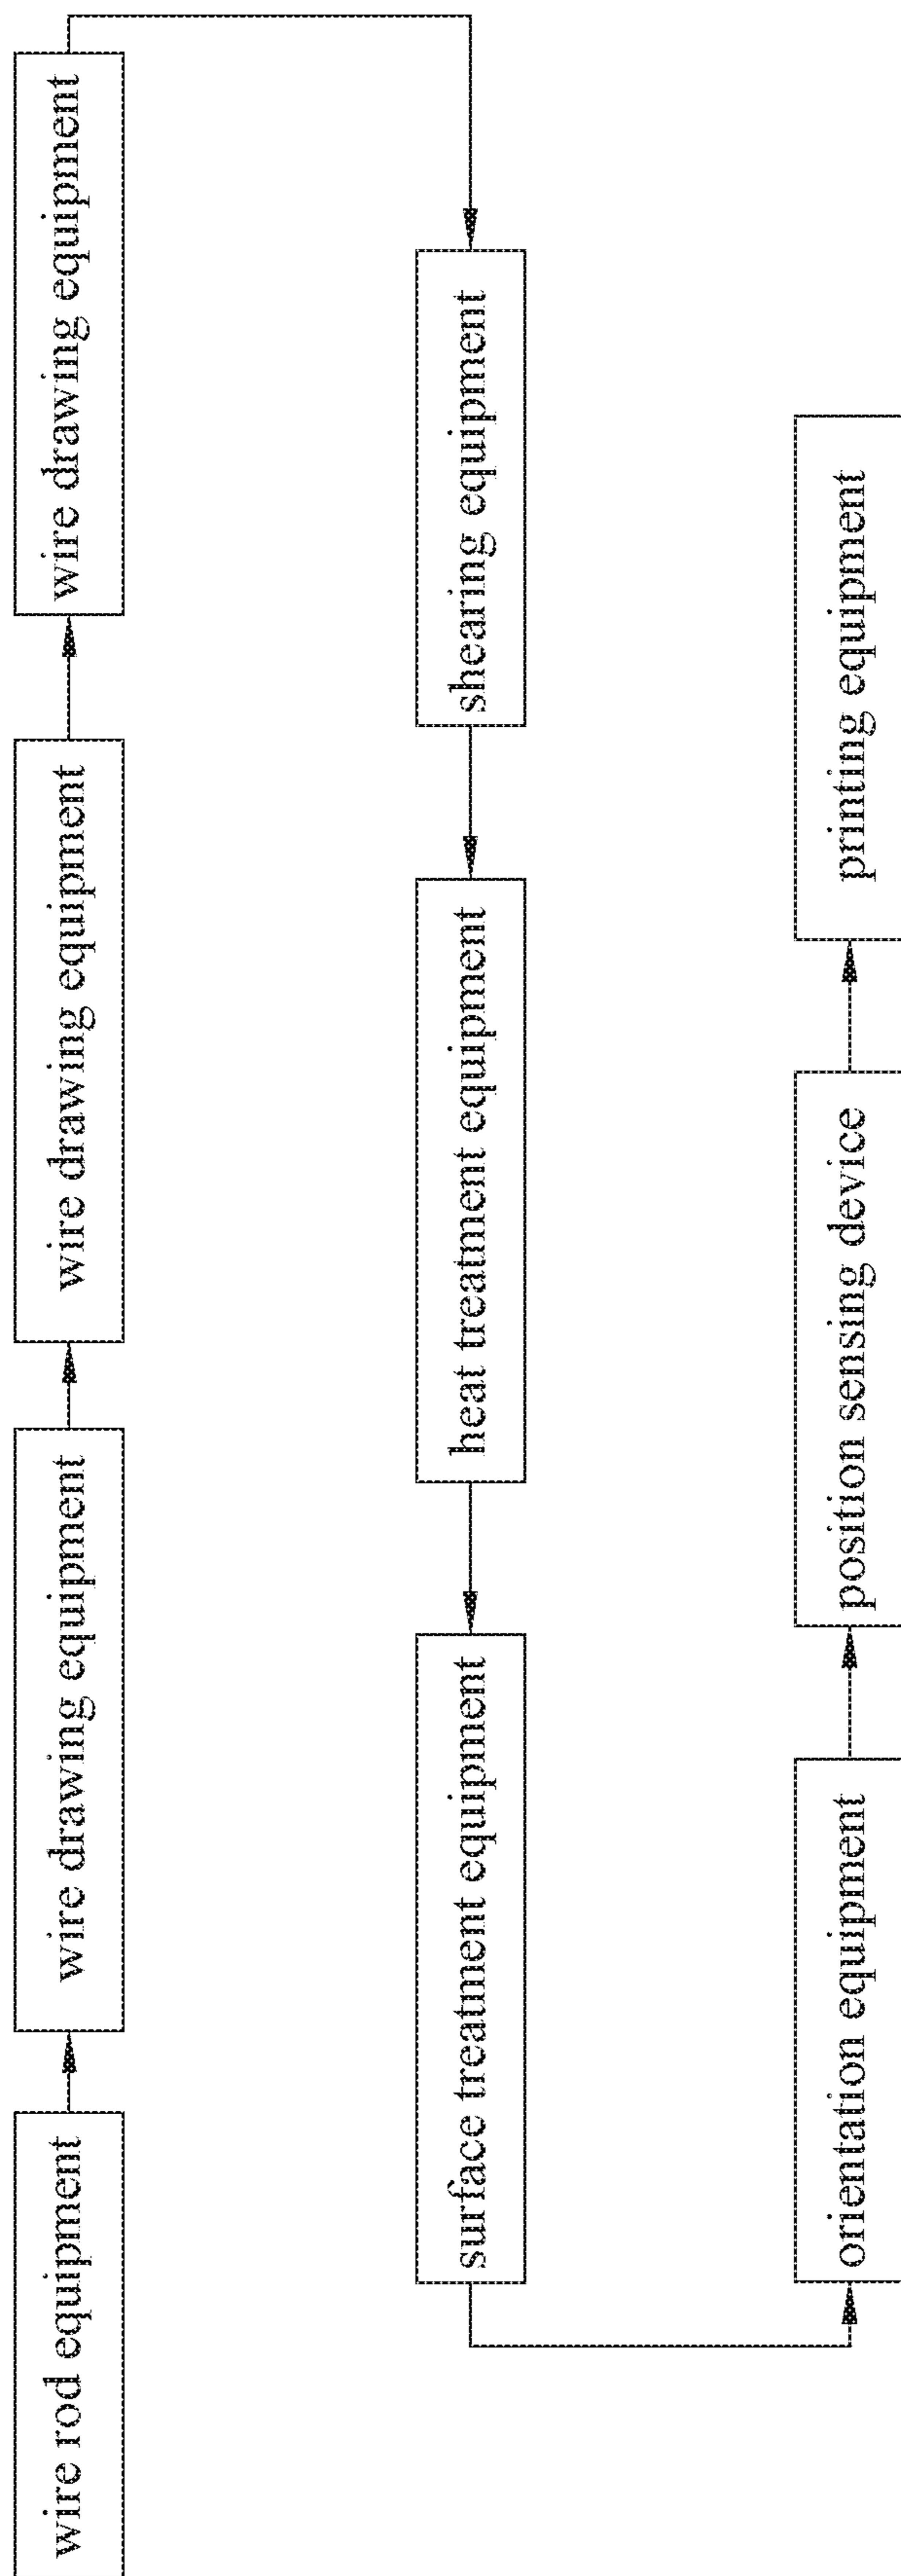 wire rod equipment
wire drawing equipment
wire drawing equipment
wire drawing equipment
shearing equipment
heat treatment equipment
surface treatment equipment
orientation equipment
position sensing device
printing equipment